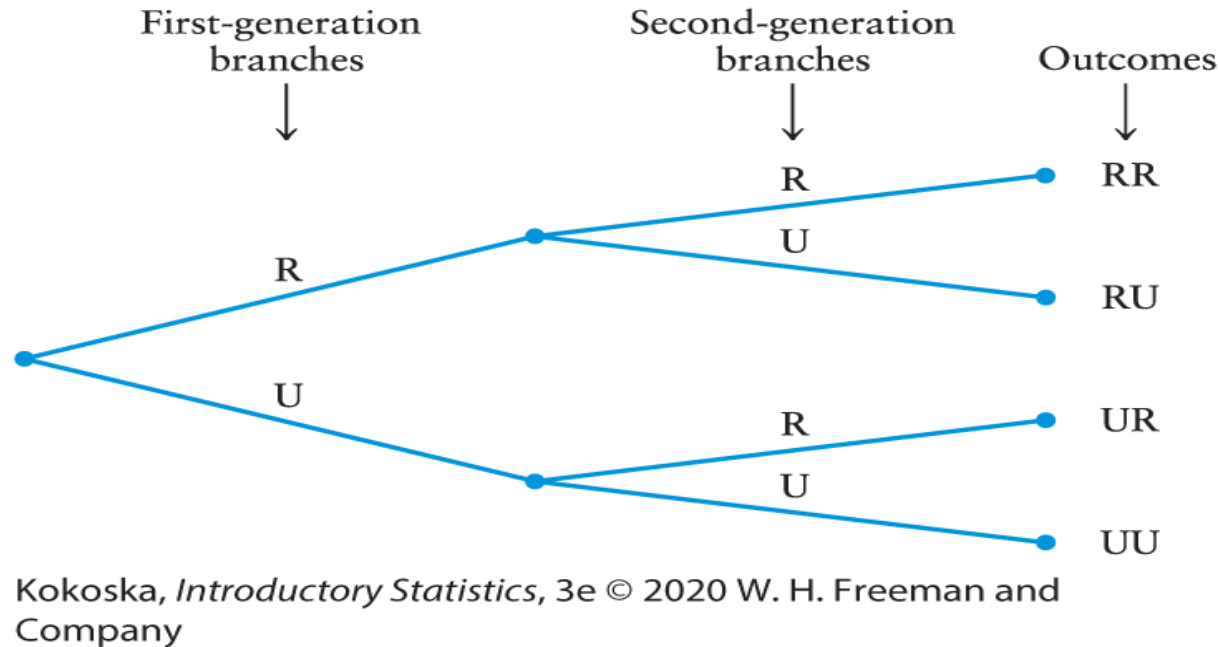 First-generation
branches
Second-generation
branches
Outcomes
R
RR
U
RU
R
U
R
UR
U
UU
Kokoska, Introductory Statistics, 3e © 2020 W. H. Freeman and
Company